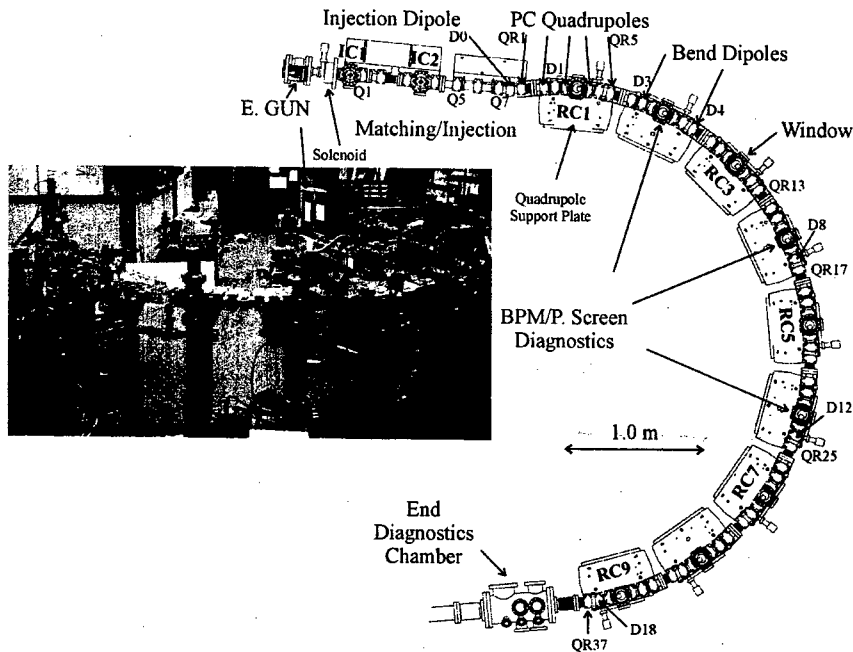 Injection Dipole
D0
PC Quadrupoles
QR1
QR5
IC1
IC2
D1
D3
Bend Dipoles
D4
Q1
Q5
Q7
E. GUN
Matching/Injection
RC1
Window
Solenoid
Quadrupole
Support Plate
RC3
QR13
D8
QR17
BPM/P. Screen
Diagnostics
RC5
D12
1.0 m
QR25
RC7
End
Diagnostics
Chamber
RC9
D18
QR37